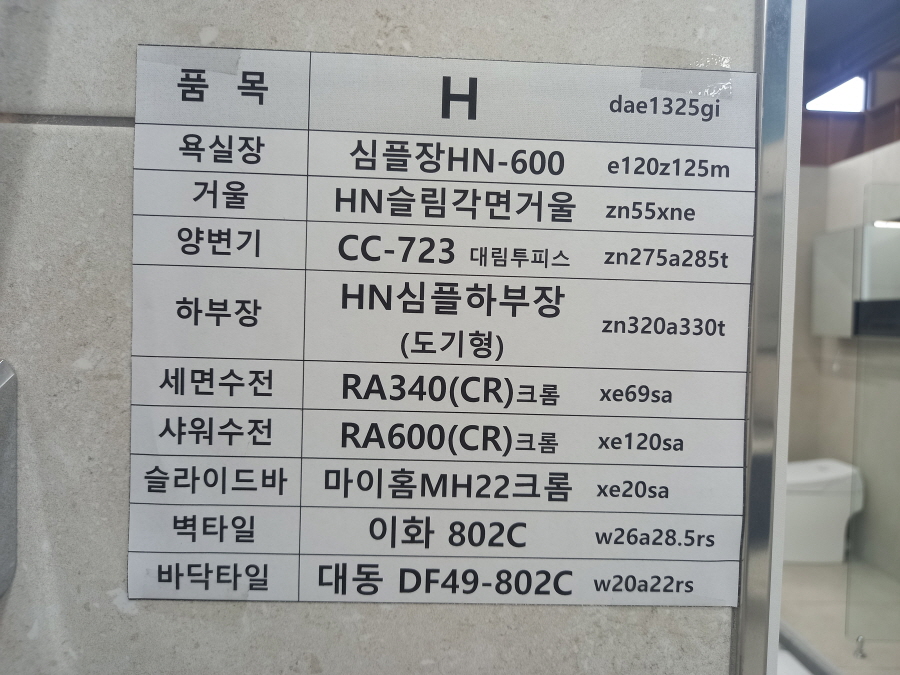 품 목 H dae1325gi
욕실장 심플장HN-600 e120z125m
거울 HN슬림각면거울 zn55xne
양변기 CC-723 대림투피스 zn275a285t
하부장 HN심플하부장 zn320a330t
(도기형)
세면수전 RA340(CR)크롬 xe69sa
샤워수전 RA600(CR)크롬 xe120sa
슬라이드바 마이홈MH22크롬 xe20sa
벽타일 이화 802C w26a28.5rs
바닥타일 대동 DF49-802C w20a22rs